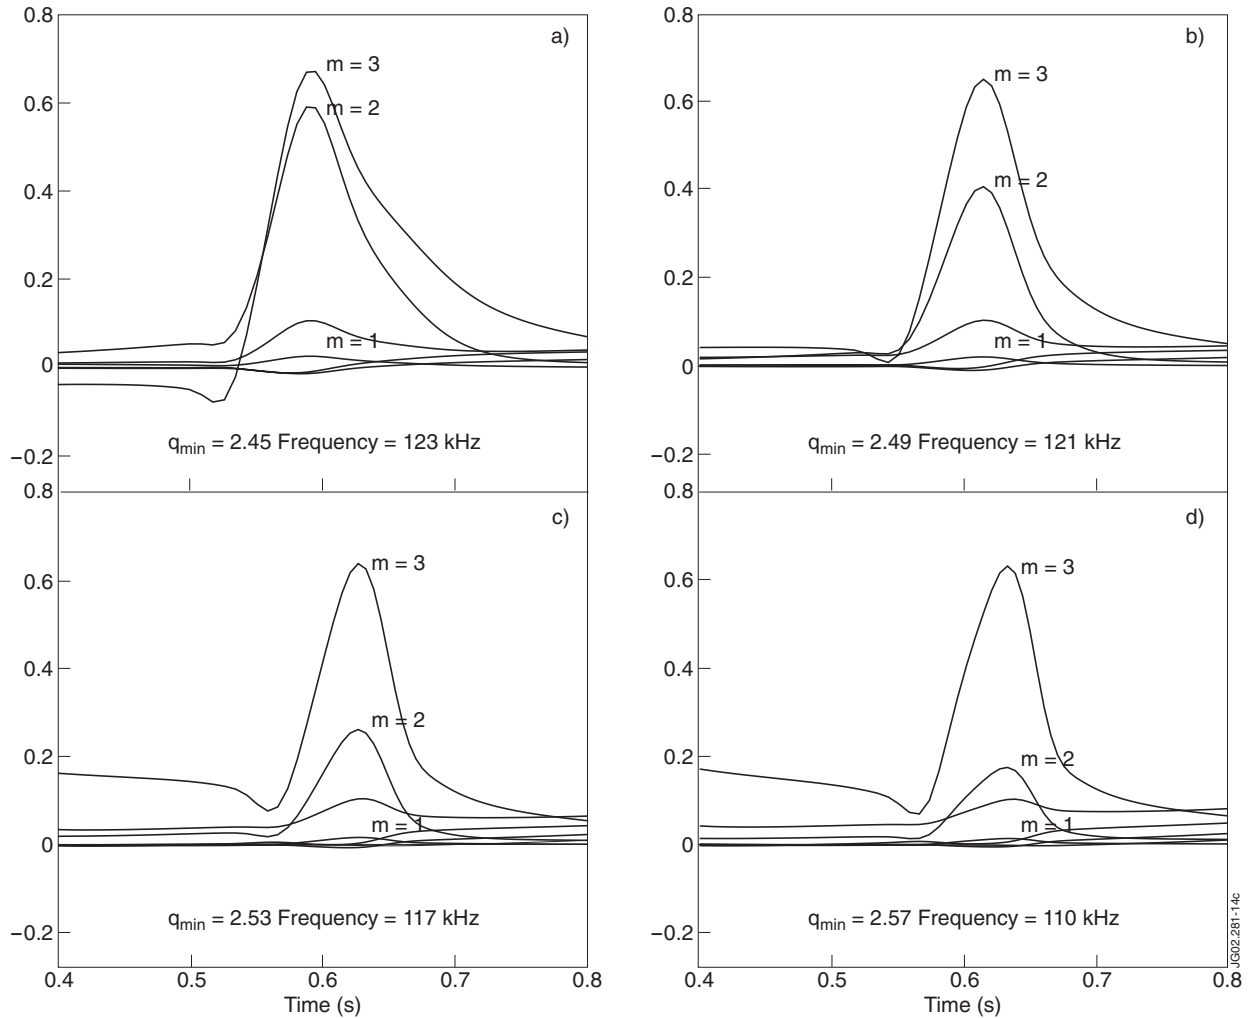 0.8
a)
m = 3
m = 2
0.6
0.4
0.2
m = 1
0
q_min = 2.45 Frequency = 123 kHz
−0.2
0.8
b)
m = 3
0.6
m = 2
0.4
0.2
m = 1
0
q_min = 2.49 Frequency = 121 kHz
−0.2
0.8
c)
m = 3
0.6
0.4
m = 2
0.2
m = 1
0
q_min = 2.53 Frequency = 117 kHz
−0.2
0.4 0.5 0.6 0.7 0.8
Time (s)
0.8
d)
m = 3
0.6
0.4
m = 2
0.2
m = 1
0
q_min = 2.57 Frequency = 110 kHz
−0.2
0.4 0.5 0.6 0.7 0.8
Time (s)
JG02.281-14c